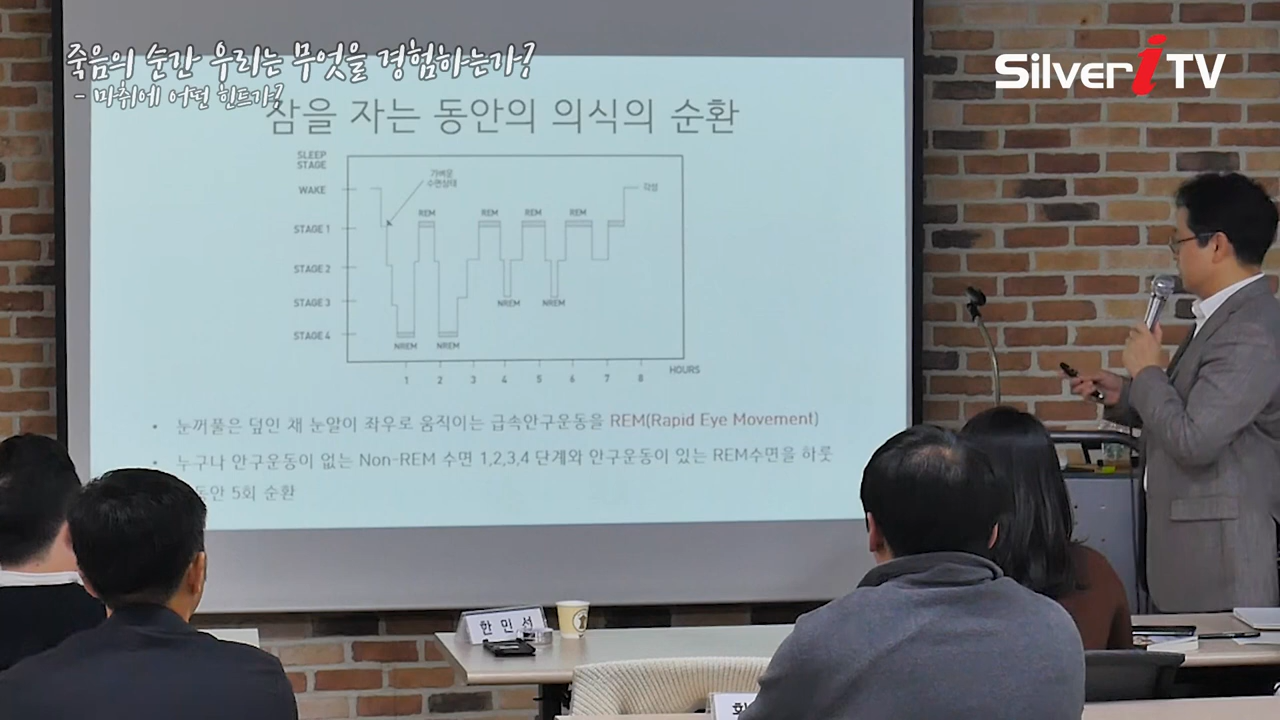 죽음의 순간 우리는 무엇을 경험하는가?
- 마취에 어떤 힌트가?
Silver i TV
잠을 자는 동안의 의식의 순환
SLEEP
STAGE
가벼운
수면상태
WAKE
각성
REM
REM
REM
REM
STAGE 1
STAGE 2
STAGE 3
NREM
NREM
STAGE 4
NREM
NREM
HOURS
1 2 3 4 5 6 7 8
• 눈꺼풀은 덮인 채 눈알이 좌우로 움직이는 급속안구운동을 REM(Rapid Eye Movement)
• 누구나 안구운동이 없는 Non-REM 수면 1,2,3,4 단계와 안구운동이 있는 REM수면을 하룻
동안 5회 순환
한 민 선